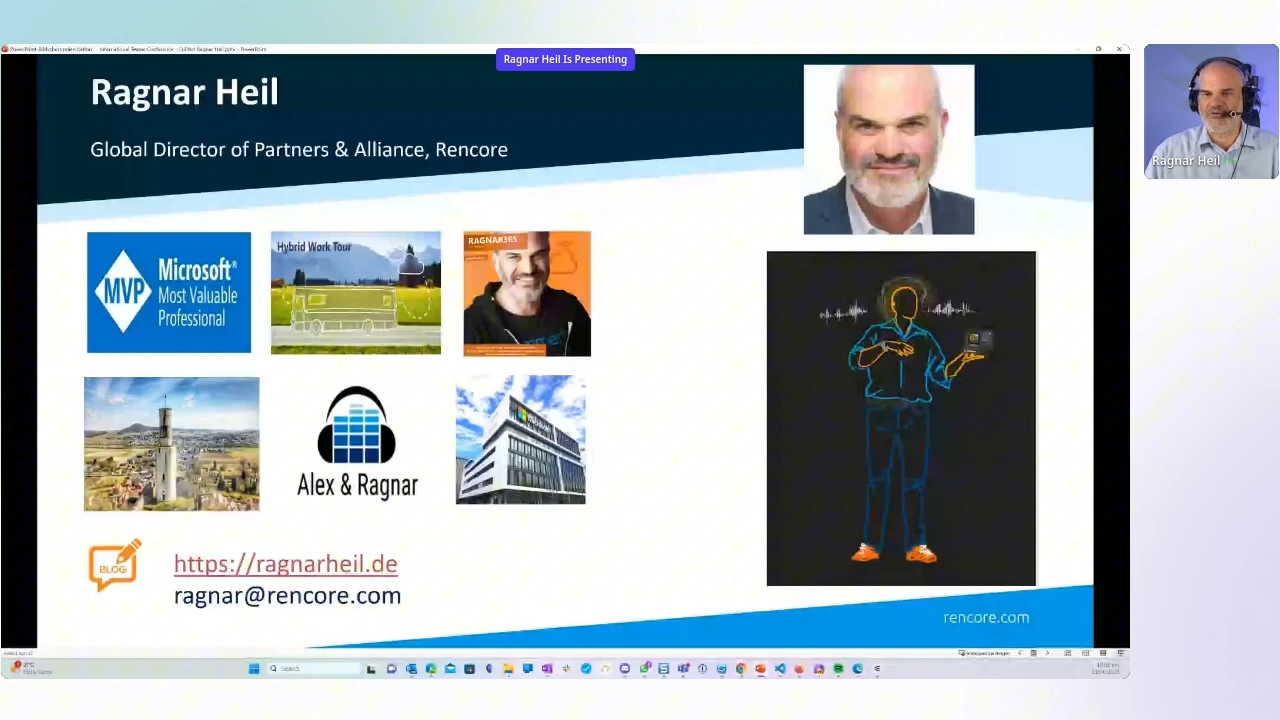 Ragnar Heil Is Presenting
Ragnar Heil
Global Director of Partners & Alliance, Rencore
Ragnar Heil
Microsoft®
Most Valuable
Professional
MVP
Hybrid Work Tour
RAGNAR365
Alex & Ragnar
BLOG
https://ragnarheil.de
ragnar@rencore.com
rencore.com
Search